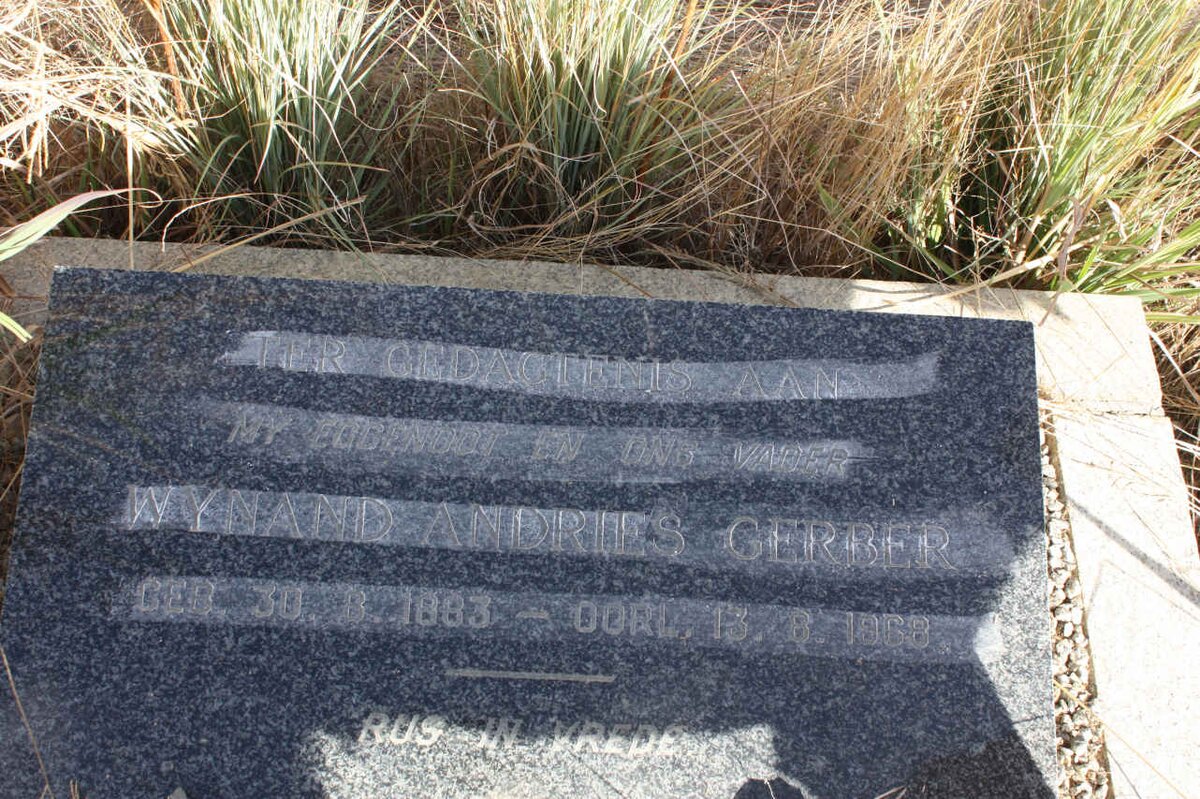 TER GEDAGTENIS AAN
MY EGGENOOT EN ONS VADER
WYNAND ANDRIES GERBER
GEB. 30. 8. 1883 — OORL. 13. 8. 1968
RUS IN VREDE